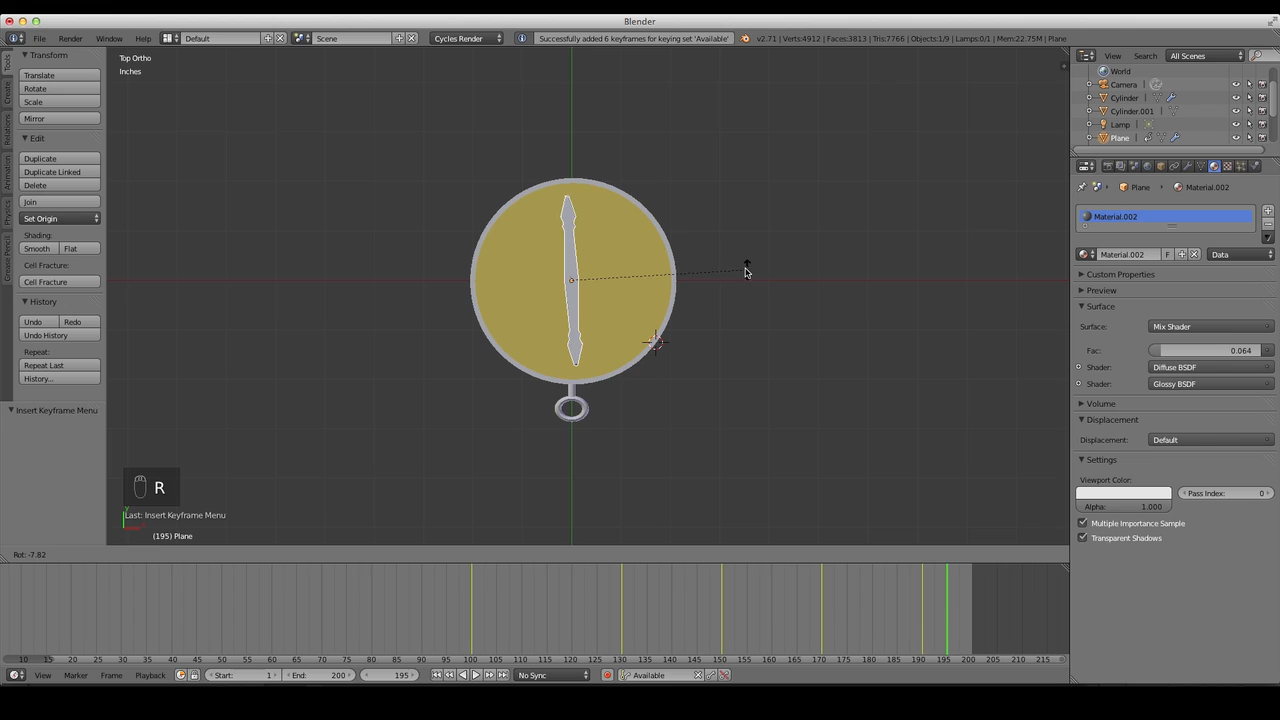 Blender
File Render Window Help Default Scene Cycles Render Successfully added 6 keyframes for keying set 'Available' v2.71 | Verts:4912 | Faces:3813 | Tris:7766 | Objects:1/9 | Lamps:0/1 | Mem:22.75M | Plane
Tools
Create
Relations
Animation
Physics
Grease Pencil
Transform
Translate
Rotate
Scale
Mirror
Edit
Duplicate
Duplicate Linked
Delete
Join
Set Origin
Shading:
Smooth Flat
Cell Fracture:
Cell Fracture
History
Undo Redo
Undo History
Repeat:
Repeat Last
History...
Insert Keyframe Menu
Top Ortho
Inches
R
Last: Insert Keyframe Menu
(195) Plane
Rot: -7.82
View Search All Scenes
World
Camera
Cylinder
Cylinder.001
Lamp
Plane
Plane Material.002
Material.002
Material.002 F Data
Custom Properties
Preview
Surface
Surface: Mix Shader
Fac: 0.064
Shader: Diffuse BSDF
Shader: Glossy BSDF
Volume
Displacement
Displacement: Default
Settings
Viewport Color: Pass Index: 0
Alpha: 1.000
Multiple Importance Sample
Transparent Shadows
10 15 20 25 30 35 40 45 50 55 60 65 70 75 80 85 90 95 100 105 110 115 120 125 130 135 140 145 150 155 160 165 170 175 180 185 190 195 200 205 210 215
View Marker Frame Playback Start: 1 End: 200 195 No Sync Available